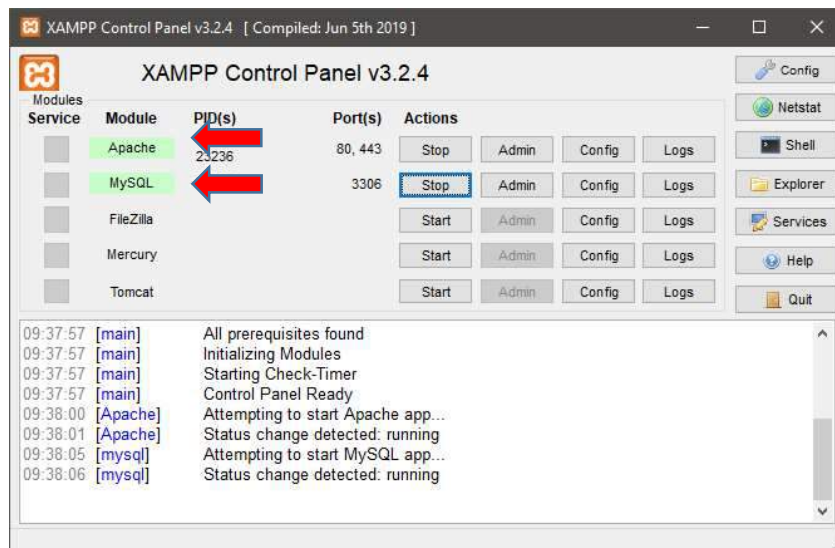 XAMPP Control Panel v3.2.4 [ Compiled: Jun 5th 2019 ]
XAMPP Control Panel v3.2.4
Config
Modules
Netstat
Service Module PID(s) Port(s) Actions
Apache 23236 80, 443 Stop Admin Config Logs
Shell
MySQL 3306 Stop Admin Config Logs
Explorer
FileZilla Start Admin Config Logs
Services
Mercury Start Admin Config Logs
Help
Tomcat Start Admin Config Logs
Quit
09:37:57 [main] All prerequisites found
09:37:57 [main] Initializing Modules
09:37:57 [main] Starting Check-Timer
09:37:57 [main] Control Panel Ready
09:38:00 [Apache] Attempting to start Apache app...
09:38:01 [Apache] Status change detected: running
09:38:05 [mysql] Attempting to start MySQL app...
09:38:06 [mysql] Status change detected: running